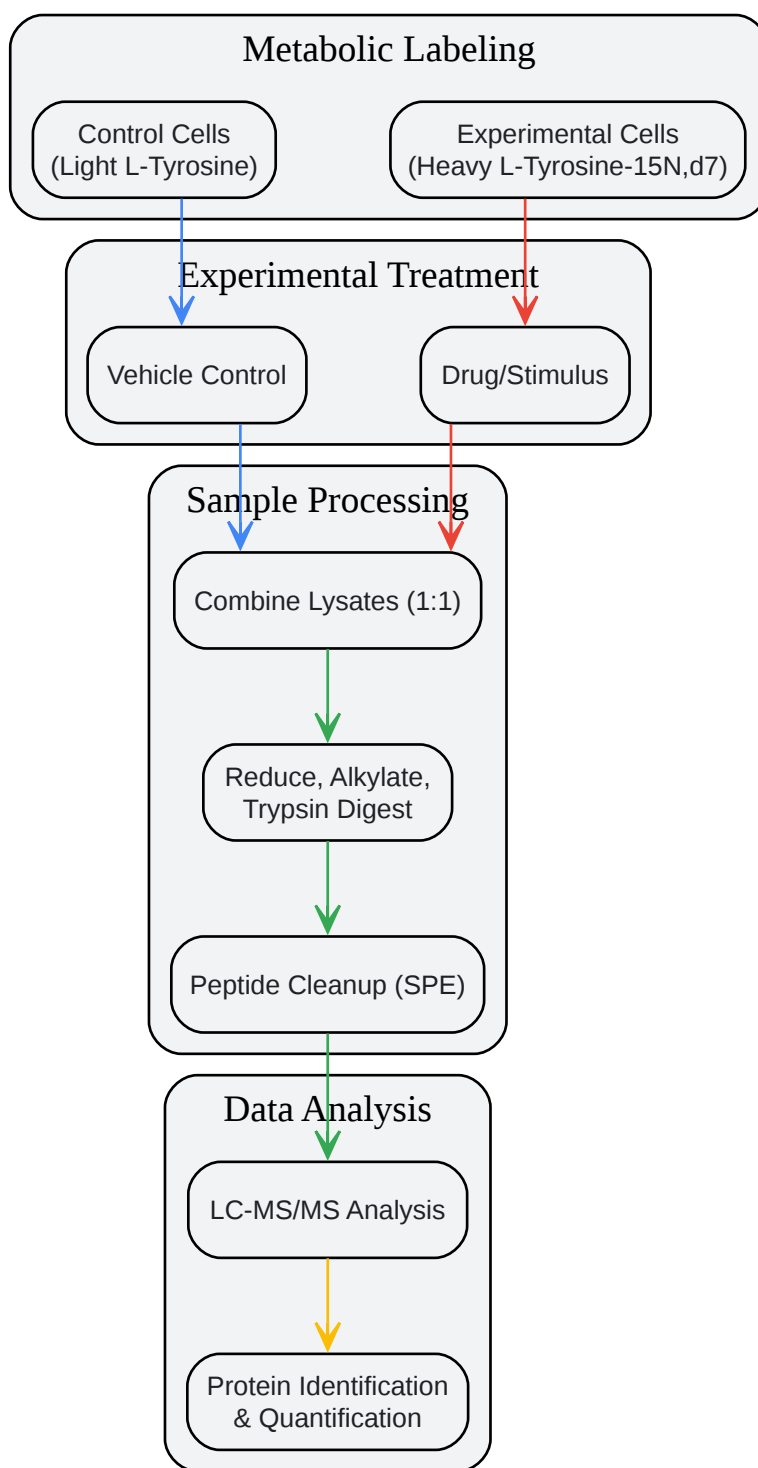 Metabolic Labeling
Control Cells
(Light L-Tyrosine)
Experimental Cells
(Heavy L-Tyrosine-15N,d7)
Experimental Treatment
Vehicle Control
Drug/Stimulus
Sample Processing
Combine Lysates (1:1)
Reduce, Alkylate,
Trypsin Digest
Peptide Cleanup (SPE)
Data Analysis
LC-MS/MS Analysis
Protein Identification
& Quantification